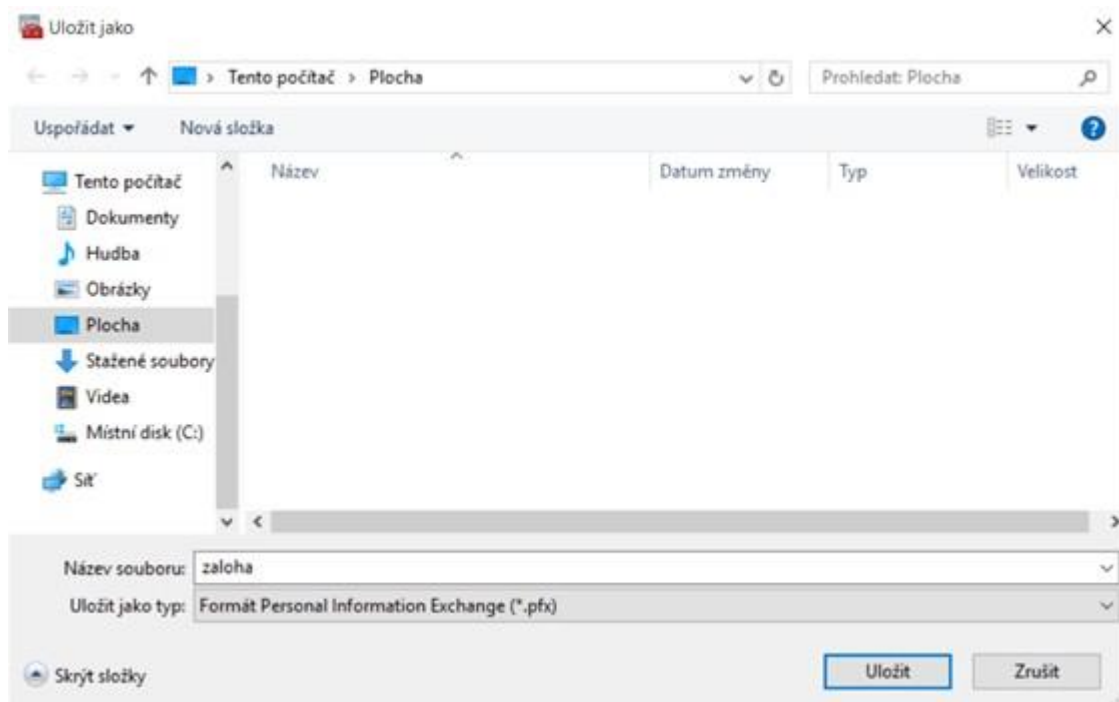 Uložit jako
Tento počítač > Plocha
Prohledat: Plocha
Uspořádat
Nová složka
Tento počítač
Dokumenty
Hudba
Obrázky
Plocha
Stažené soubory
Videa
Místní disk (C:)
Síť
Název Datum změny Typ Velikost
Název souboru: zaloha
Uložit jako typ: Formát Personal Information Exchange (*.pfx)
Skrýt složky
Uložit
Zrušit